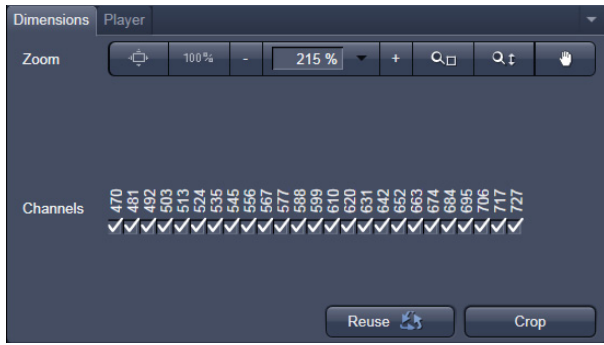 Dimensions Player
Zoom 100% - 215 % +
470 481 492 503 513 524 535 545 556 567 577 588 599 610 620 631 642 652 663 674 684 695 706 717 727
Channels
Reuse Crop